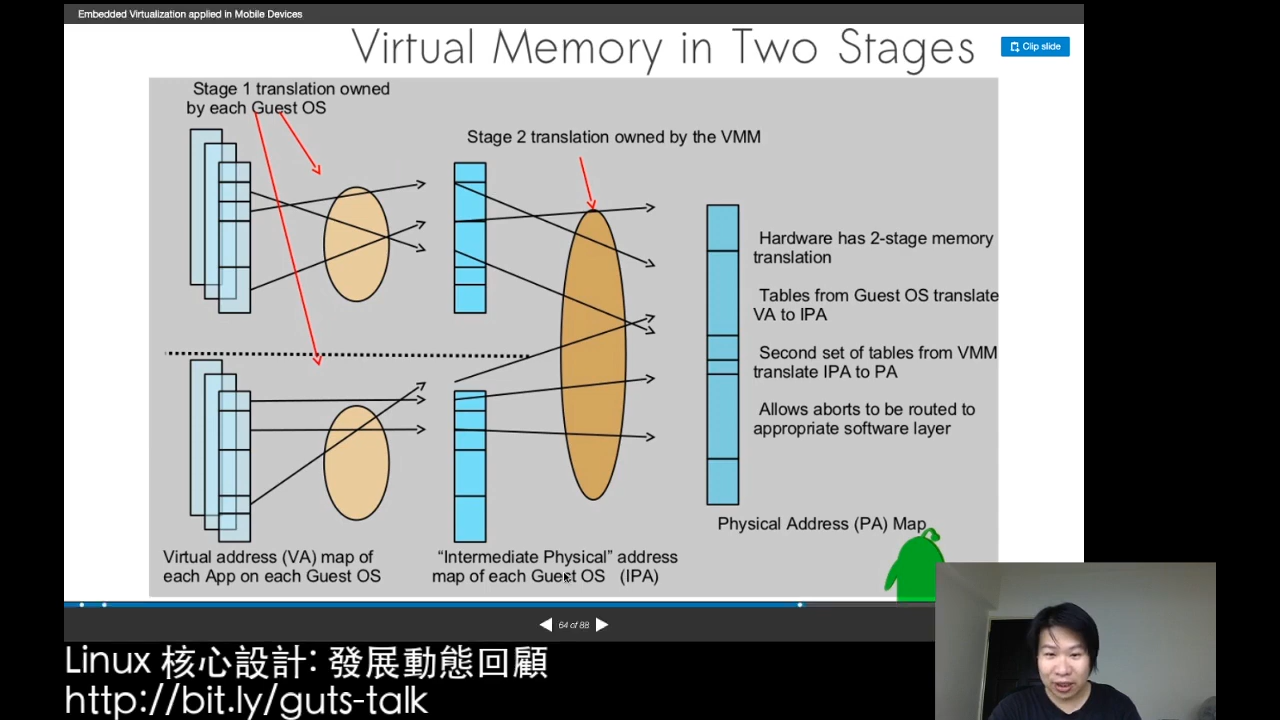 Embedded Virtualization applied in Mobile Devices
Virtual Memory in Two Stages
Clip slide
Stage 1 translation owned
by each Guest OS
Stage 2 translation owned by the VMM
Hardware has 2-stage memory
translation
Tables from Guest OS translate
VA to IPA
Second set of tables from VMM
translate IPA to PA
Allows aborts to be routed to
appropriate software layer
Physical Address (PA) Map
Virtual address (VA) map of
each App on each Guest OS
“Intermediate Physical” address
map of each Guest OS (IPA)
64 of 88
Linux 核心設計: 發展動態回顧
http://bit.ly/guts-talk